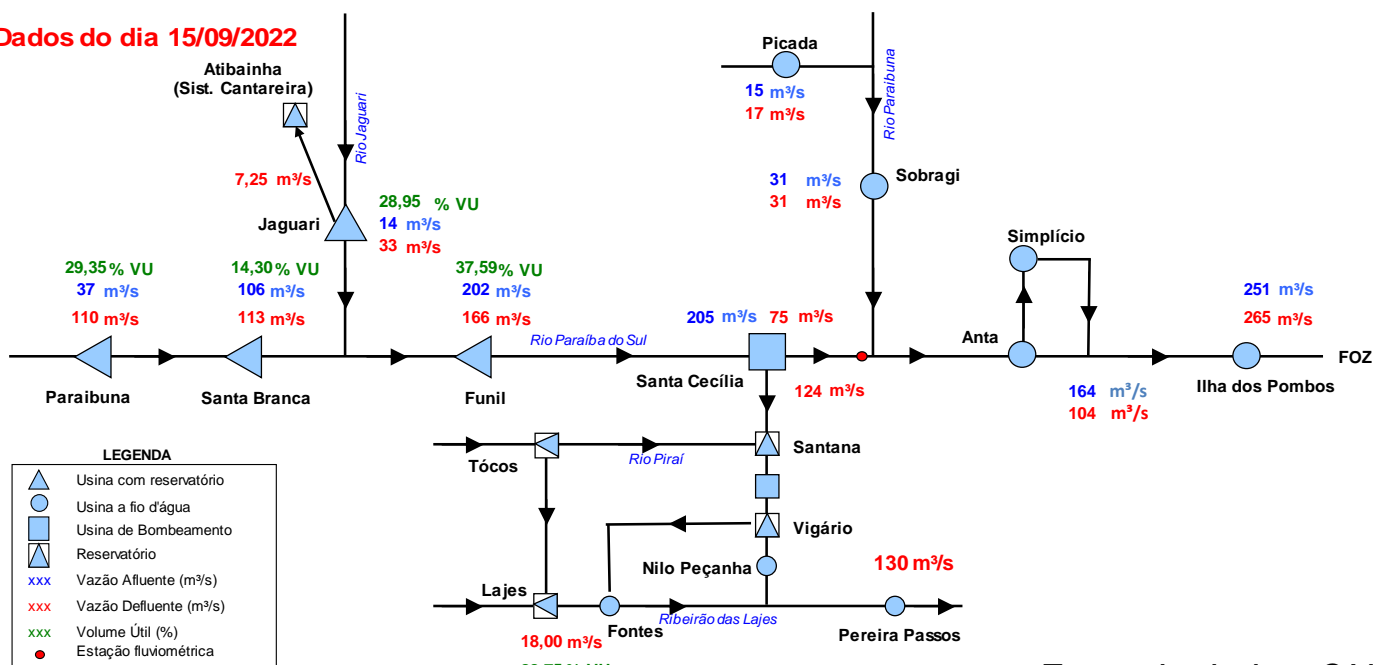 Dados do dia 15/09/2022
Atibainha
(Sist. Cantareira)
Rio Jaguari
7,25 m³/s
Jaguari
28,95 % VU
14 m³/s
33 m³/s
Picada
15 m³/s
17 m³/s
Rio Paraibuna
31 m³/s
31 m³/s
Sobragi
Simplício
29,35% VU
37 m³/s
110 m³/s
Paraibuna
14,30% VU
106 m³/s
113 m³/s
Santa Branca
37,59% VU
202 m³/s
166 m³/s
Funil
Rio Paraíba do Sul
205 m³/s 75 m³/s
Santa Cecília
124 m³/s
Anta
164 m³/s
104 m³/s
251 m³/s
265 m³/s
Ilha dos Pombos
FOZ
Tócos
Rio Piraí
Santana
Vigário
Nilo Peçanha
130 m³/s
Lajes
18,00 m³/s
Fontes
Ribeirão das Lajes
Pereira Passos
LEGENDA
Usina com reservatório
Usina a fio d'água
Usina de Bombeamento
Reservatório
xxx Vazão Afluente (m³/s)
xxx Vazão Defluente (m³/s)
xxx Volume Útil (%)
Estação fluviométrica